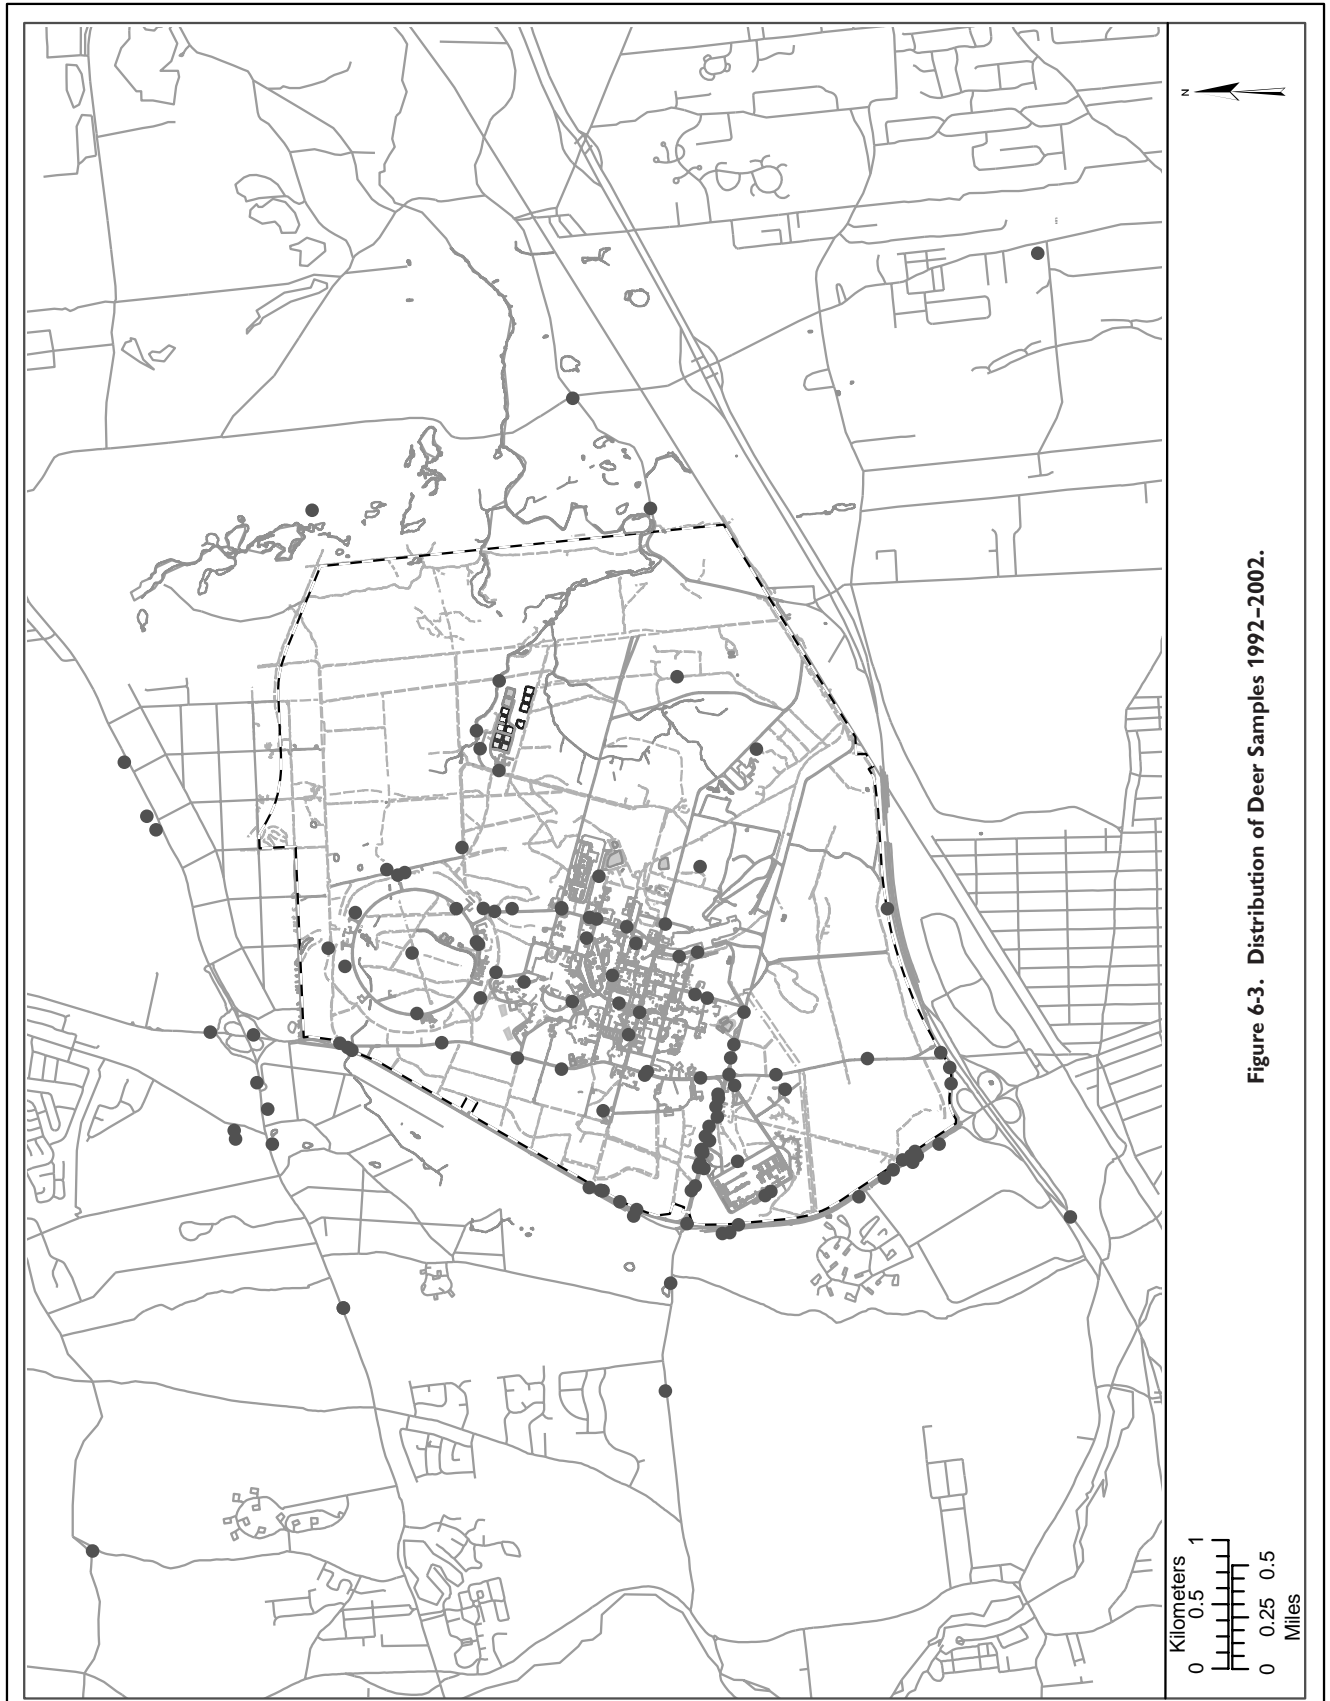 N
Kilometers
0 0.5 1
0 0.25 0.5
Miles
Figure 6-3. Distribution of Deer Samples 1992–2002.